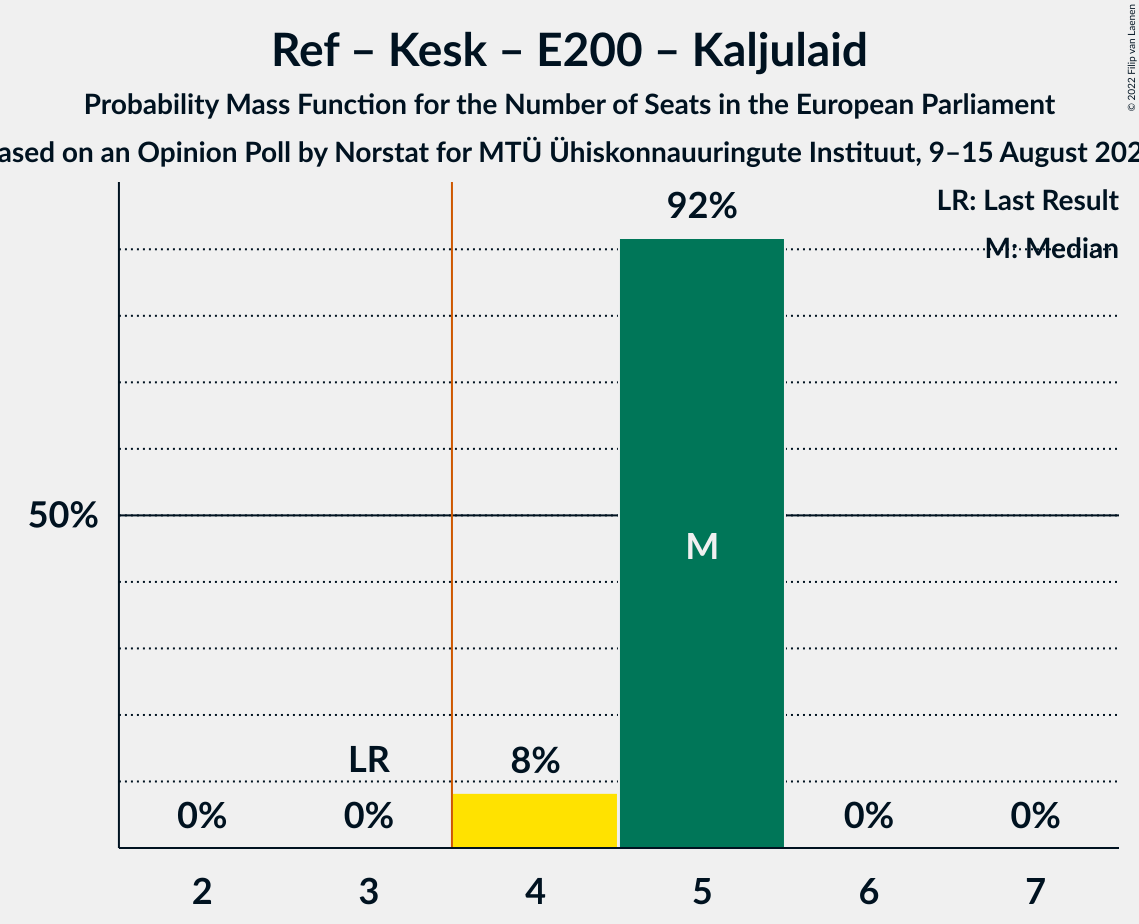 Ref – Kesk – E200 – Kaljulaid
Probability Mass Function for the Number of Seats in the European Parliament
ased on an Opinion Poll by Norstat for MTÜ Ühiskonnauuringute Instituut, 9–15 August 202
© 2022 Filip van Laenen
LR: Last Result
M: Median
92%
50%
M
LR
8%
0%
0%
0%
0%
2
3
4
5
6
7